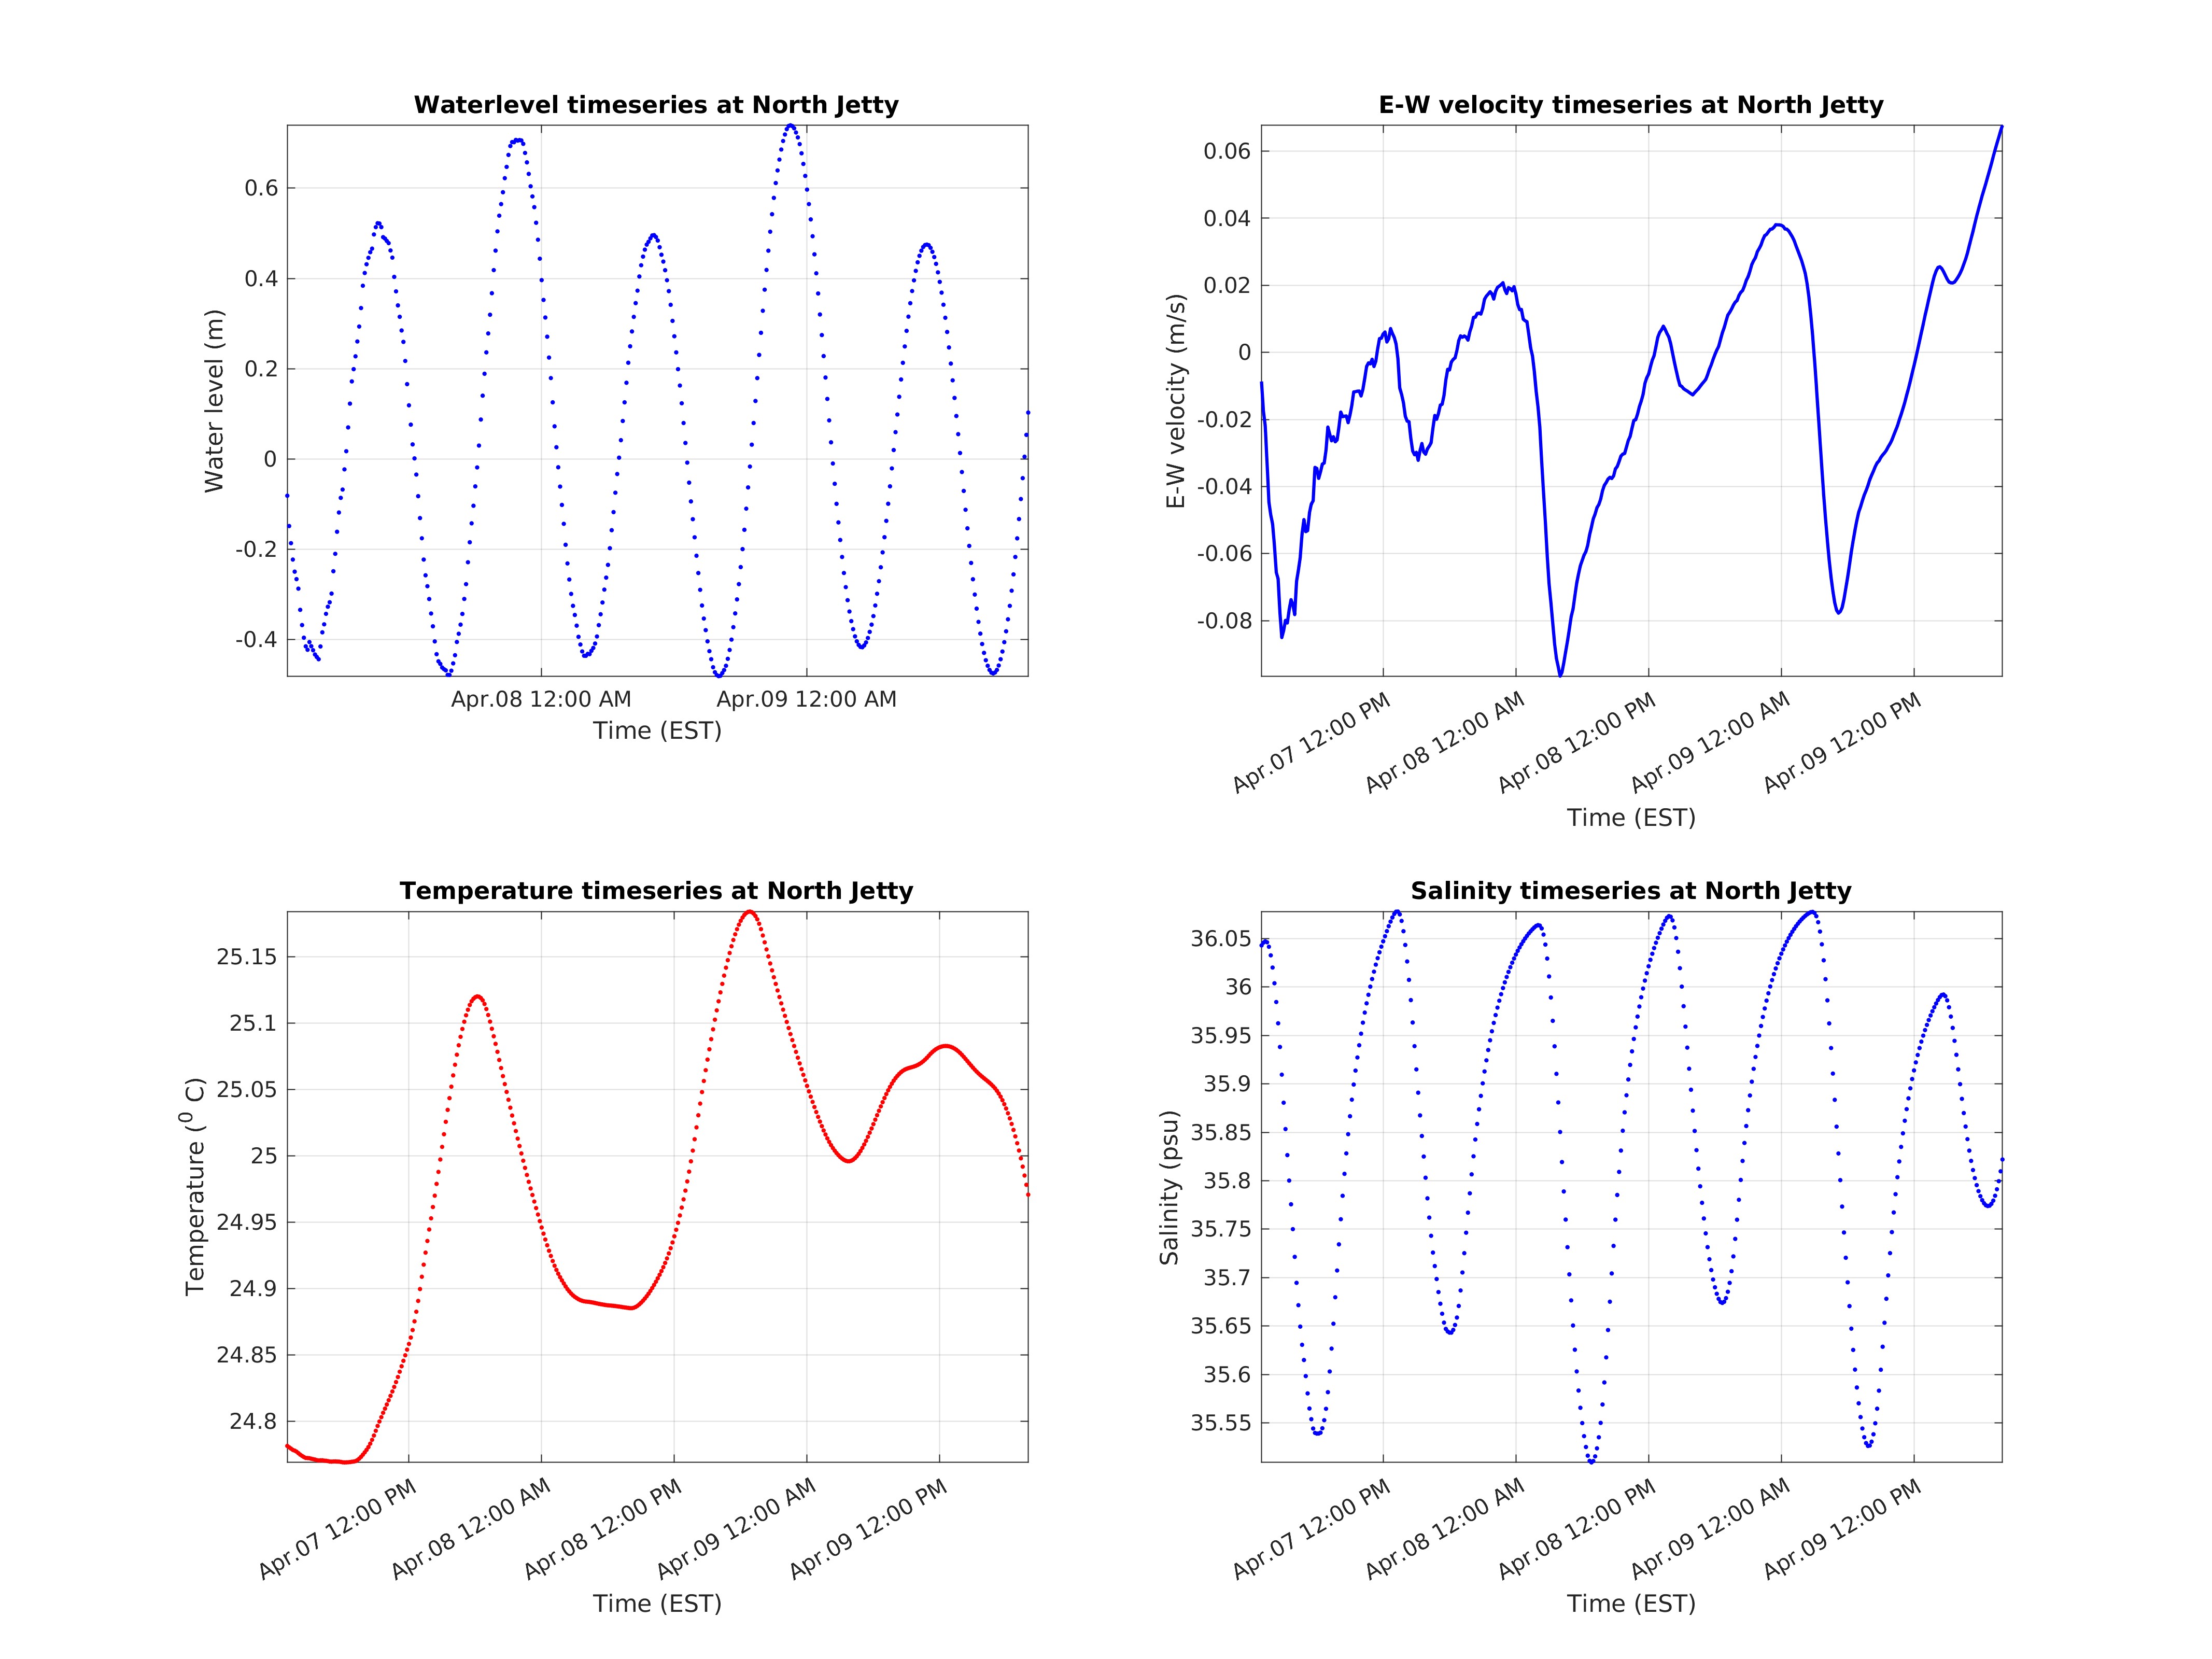 Waterlevel timeseries at North Jetty
0.6
0.4
0.2
0
-0.2
-0.4
Water level (m)
Apr.08 12:00 AM
Apr.09 12:00 AM
Time (EST)
E-W velocity timeseries at North Jetty
0.06
0.04
0.02
0
-0.02
-0.04
-0.06
-0.08
E-W velocity (m/s)
Apr.07 12:00 PM
Apr.08 12:00 AM
Apr.08 12:00 PM
Apr.09 12:00 AM
Apr.09 12:00 PM
Time (EST)
Temperature timeseries at North Jetty
25.15
25.1
25.05
25
24.95
24.9
24.85
24.8
Temperature (⁰ C)
Apr.07 12:00 PM
Apr.08 12:00 AM
Apr.08 12:00 PM
Apr.09 12:00 AM
Apr.09 12:00 PM
Time (EST)
Salinity timeseries at North Jetty
36.05
36
35.95
35.9
35.85
35.8
35.75
35.7
35.65
35.6
35.55
Salinity (psu)
Apr.07 12:00 PM
Apr.08 12:00 AM
Apr.08 12:00 PM
Apr.09 12:00 AM
Apr.09 12:00 PM
Time (EST)